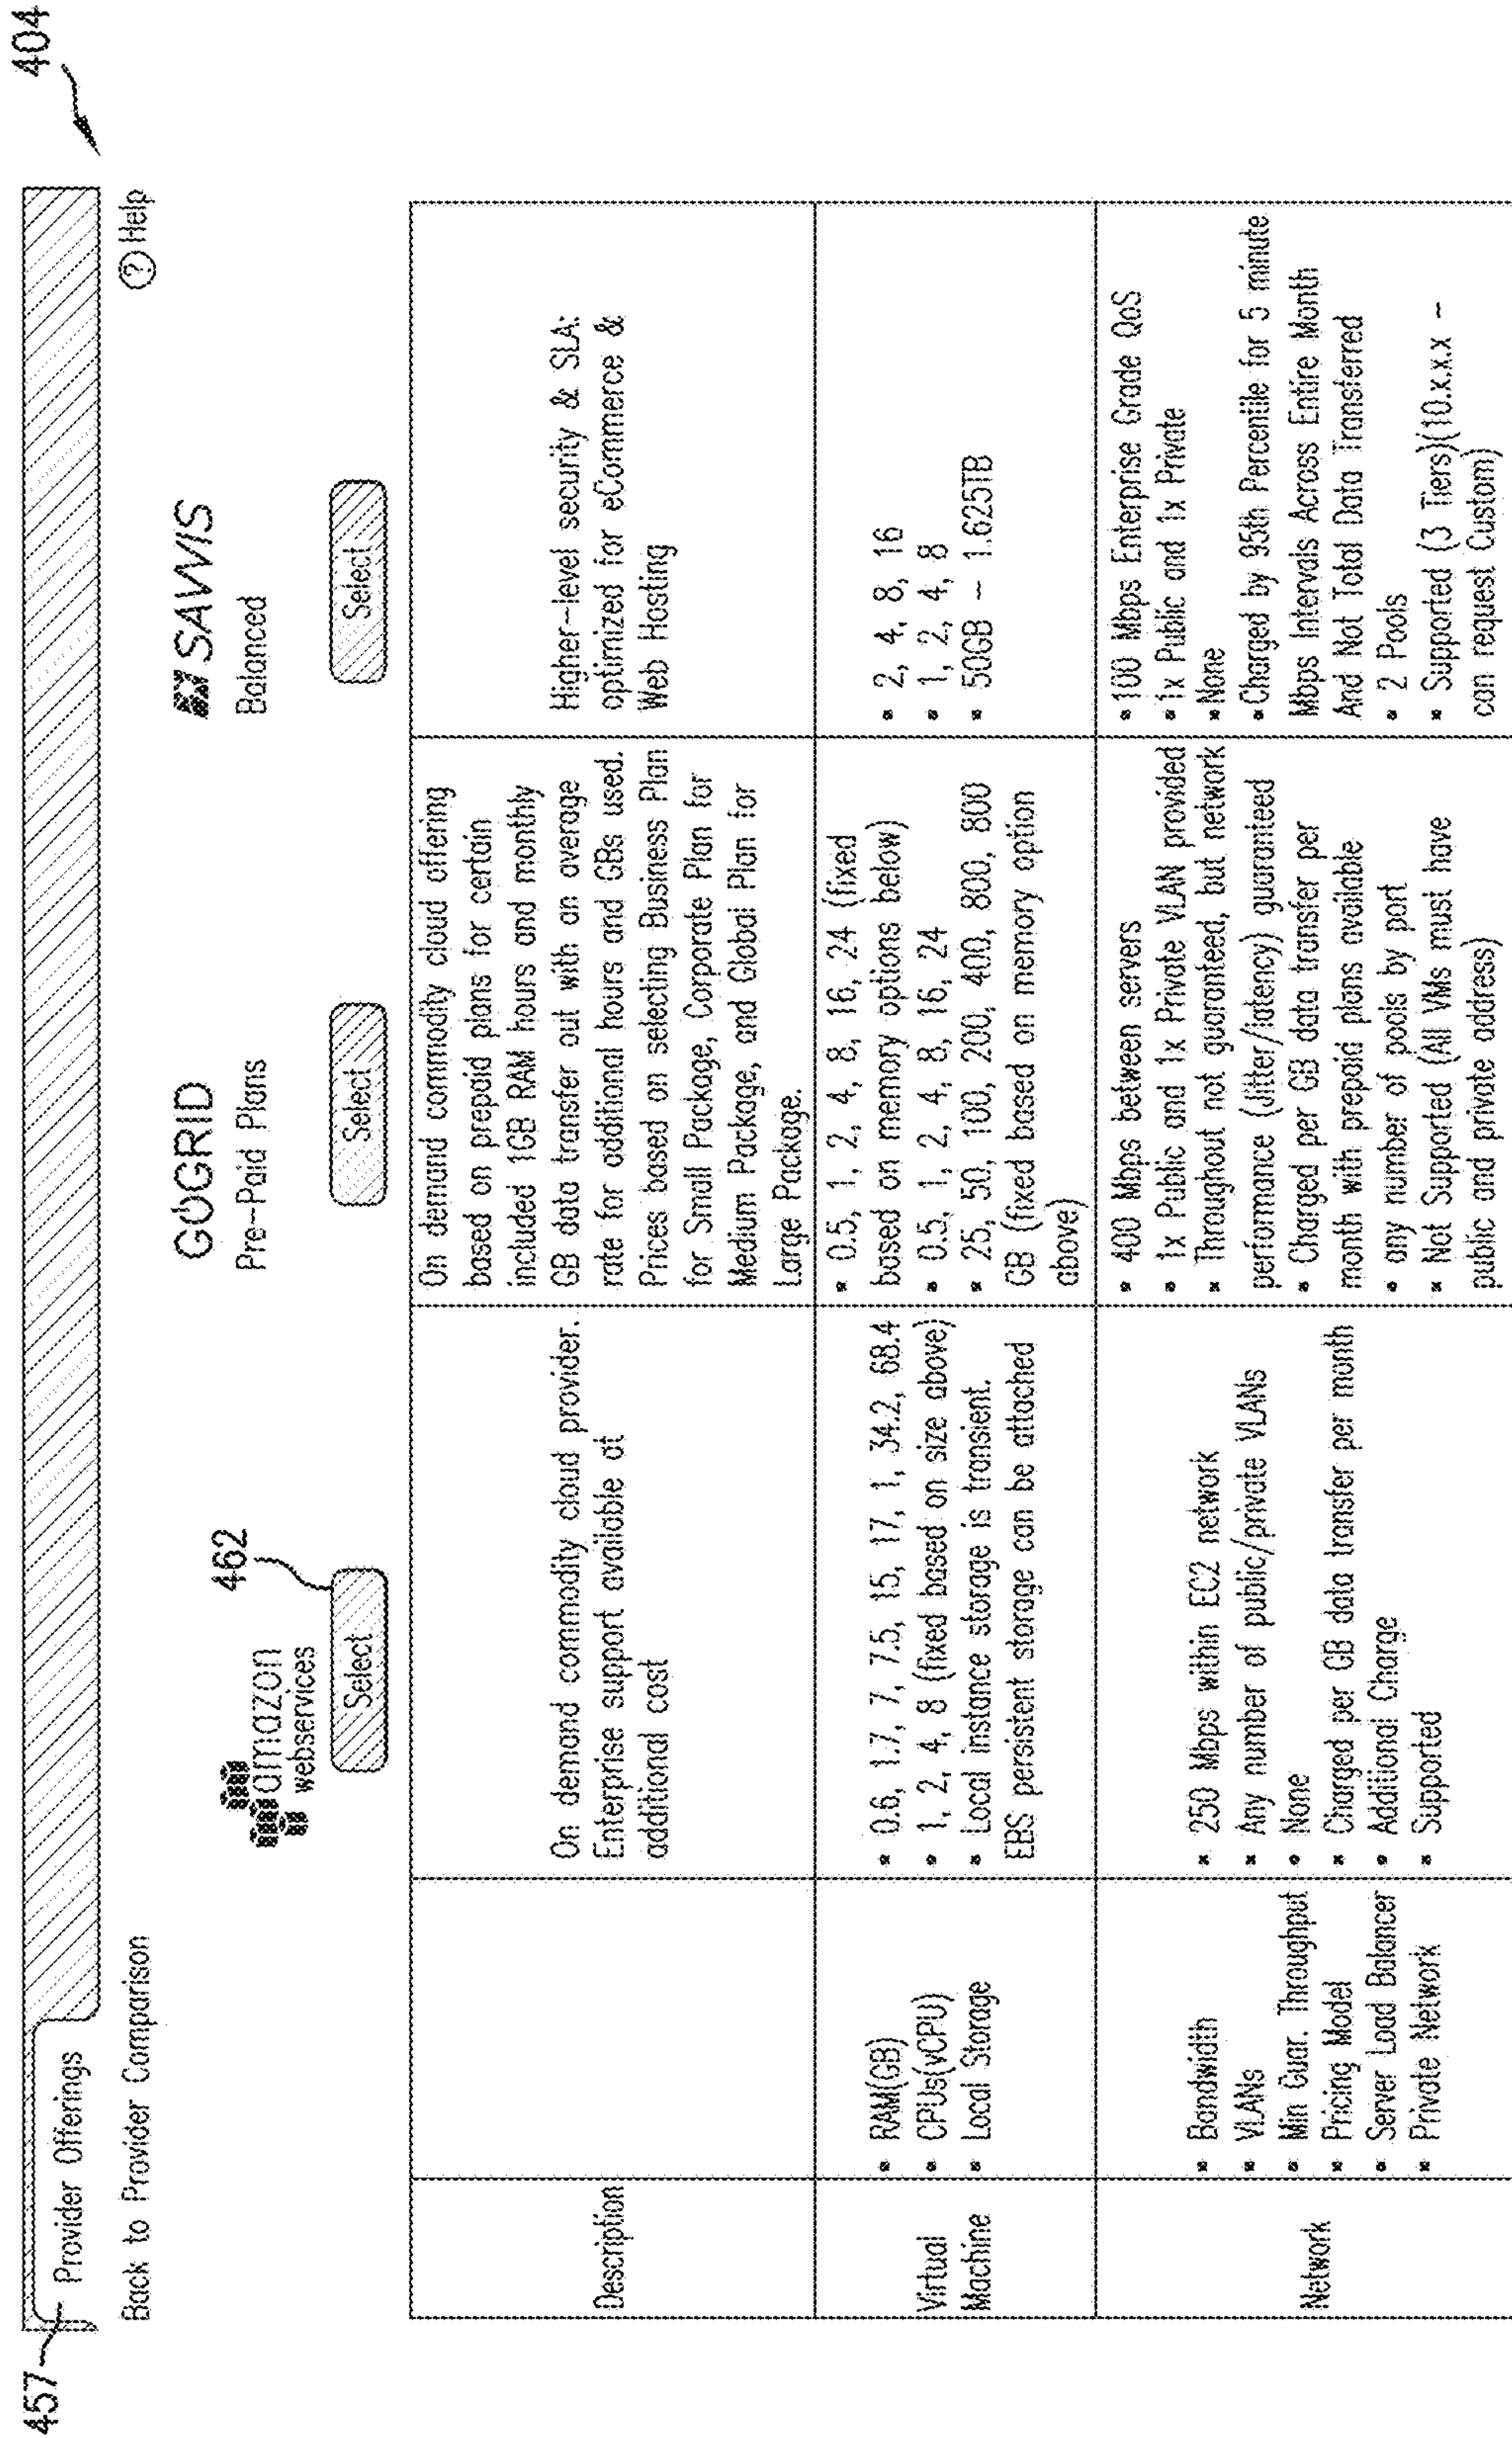 404
457
Provider Offerings
Back to Provider Comparison
? Help
amazon
webservices
462
Select
GOGRID
Pre-Paid Plans
Select
SAVVIS
Balanced
Select
Description
On demand commodity cloud provider.
Enterprise support available at
additional cost
On demand commodity cloud offering
based on prepaid plans for certain
included 1GB RAM hours and monthly
GB data transfer out with an average
rate for additional hours and GBs used.
Prices based on selecting Business Plan
for Small Package, Corporate Plan for
Medium Package, and Global Plan for
Large Package.
Higher-level security & SLA:
optimized for eCommerce &
Web Hosting
Virtual
Machine
• RAM(GB)
• CPUs(vCPU)
• Local Storage
• 0.6, 1.7, 7, 7.5, 15, 17, 1, 34.2, 68.4
• 1, 2, 4, 8 (fixed based on size above)
• Local instance storage is transient.
EBS persistent storage can be attached
• 0.5, 1, 2, 4, 8, 16, 24 (fixed
based on memory options below)
• 0.5, 1, 2, 4, 8, 16, 24
• 25, 50, 100, 200, 400, 800, 800
GB (fixed based on memory option
above)
• 2, 4, 8, 16
• 1, 2, 4, 8
• 50GB - 1.625TB
Network
• Bandwidth
• VLANs
• Min Guar. Throughput
• Pricing Model
• Server Load Balancer
• Private Network
• 250 Mbps within EC2 network
• Any number of public/private VLANs
• None
• Charged per GB data transfer per month
• Additional Charge
• Supported
• 400 Mbps between servers
• 1x Public and 1x Private VLAN provided
• Throughout not guaranteed, but network
performance (Jitter/latency) guaranteed
• Charged per GB data transfer per
month with prepaid plans available
• any number of pools by port
• Not Supported (All VMs must have
public and private address)
• 100 Mbps Enterprise Grade QoS
• 1x Public and 1x Private
• None
• Charged by 95th Percentile for 5 minute
Mbps Intervals Across Entire Month
And Not Total Data Transferred
• 2 Pools
• Supported (3 Tiers)(10.x.x.x -
can request Custom)